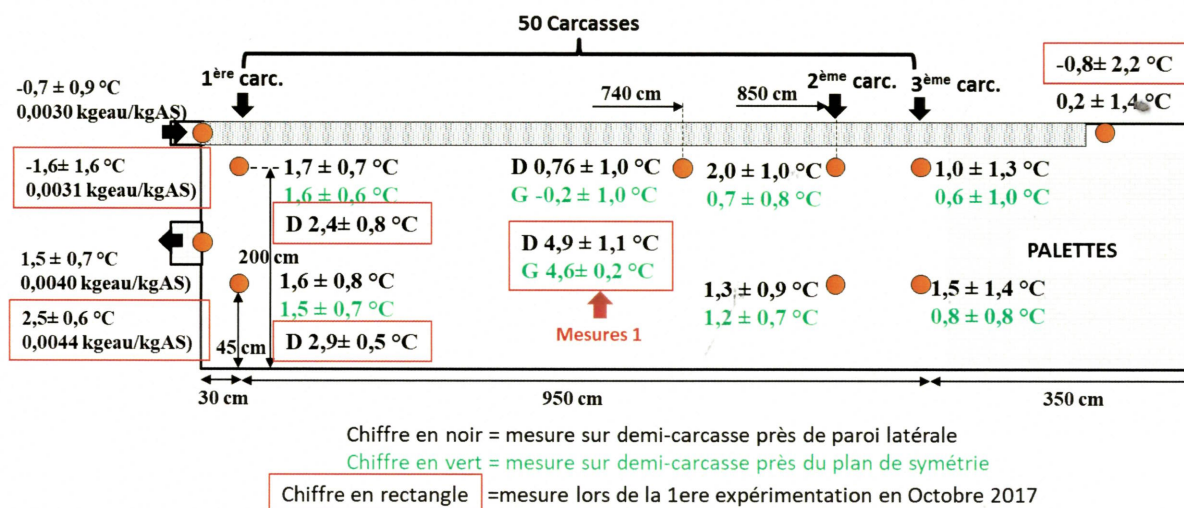 50 Carcasses
-0,7 ± 0,9 °C
0,0030 kgeau/kgAS)
1ère carc.
740 cm
850 cm
2ème carc.
3ème carc.
-0,8± 2,2 °C
0,2 ± 1,4 °C
-1,6± 1,6 °C
0,0031 kgeau/kgAS)
1,7 ± 0,7 °C
1,6 ± 0,6 °C
D 2,4± 0,8 °C
D 0,76 ± 1,0 °C
G -0,2 ± 1,0 °C
2,0 ± 1,0 °C
0,7 ± 0,8 °C
1,0 ± 1,3 °C
0,6 ± 1,0 °C
200 cm
D 4,9 ± 1,1 °C
G 4,6± 0,2 °C
Mesures 1
PALETTES
1,5 ± 0,7 °C
0,0040 kgeau/kgAS)
2,5± 0,6 °C
0,0044 kgeau/kgAS)
1,6 ± 0,8 °C
1,5 ± 0,7 °C
D 2,9± 0,5 °C
45 cm
1,3 ± 0,9 °C
1,2 ± 0,7 °C
1,5 ± 1,4 °C
0,8 ± 0,8 °C
30 cm
950 cm
350 cm
Chiffre en noir = mesure sur demi-carcasse près de paroi latérale
Chiffre en vert = mesure sur demi-carcasse près du plan de symétrie
Chiffre en rectangle =mesure lors de la 1ere expérimentation en Octobre 2017